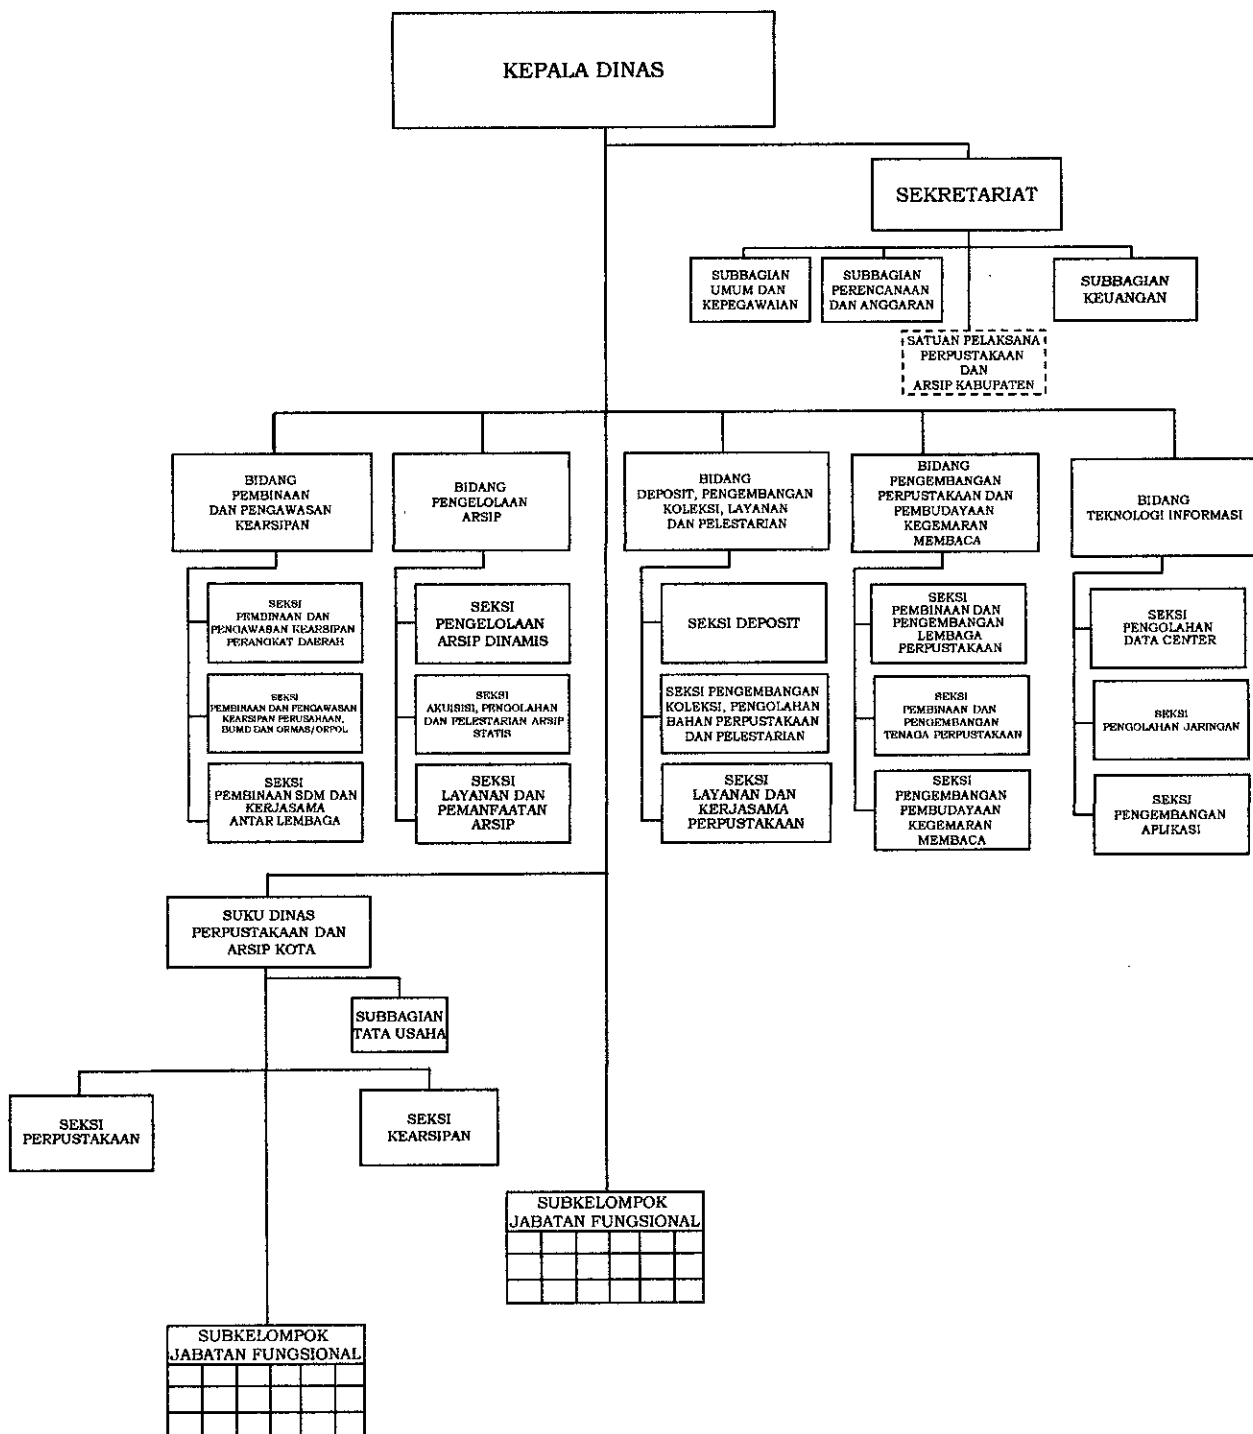 KEPALA DINAS
SEKRETARIAT
SUBBAGIAN
UMUM DAN
KEPEGAWAIAN
SUBBAGIAN
PERENCANAAN
DAN ANGGARAN
SUBBAGIAN
KEUANGAN
SATUAN PELAKSANA
PERPUSTAKAAN
DAN
ARSIP KABUPATEN
BIDANG
PEMBINAAN
DAN PENGAWASAN
KEARSIPAN
BIDANG
PENGELOLAAN
ARSIP
BIDANG
DEPOSIT, PENGEMBANGAN
KOLEKSI, LAYANAN
DAN PELESTARIAN
BIDANG
PENGEMBANGAN
PERPUSTAKAAN DAN
PEMBUDAYAAN
KEGEMARAN
MEMBACA
BIDANG
TEKNOLOGI INFORMASI
SEKSI
PEMBINAAN DAN
PENGAWASAN KEARSIPAN
PERANGKAT DAERAH
SEKSI
PENGELOLAAN
ARSIP DINAMIS
SEKSI DEPOSIT
SEKSI
PEMBINAAN DAN
PENGEMBANGAN
LEMBAGA
PERPUSTAKAAN
SEKSI
PENGOLAHAN
DATA CENTER
SEKSI
PEMBINAAN DAN PENGAWASAN
KEARSIPAN PERUSAHAAN,
BUMD DAN ORMAS/ORPOL
SEKSI
AKUISISI, PENGOLAHAN
DAN PELESTARIAN ARSIP
STATIS
SEKSI PENGEMBANGAN
KOLEKSI, PENGOLAHAN
BAHAN PERPUSTAKAAN
DAN PELESTARIAN
SEKSI
PEMBINAAN
DAN
PENGEMBANGAN
TENAGA PERPUSTAKAAN
SEKSI
PENGOLAHAN JARINGAN
SEKSI
PEMBINAAN SDM DAN
KERJASAMA
ANTAR LEMBAGA
SEKSI
LAYANAN DAN
PEMANFAATAN
ARSIP
SEKSI
LAYANAN DAN
KERJASAMA
PERPUSTAKAAN
SEKSI
PENGEMBANGAN
PEMBUDAYAAN
KEGEMARAN
MEMBACA
SEKSI
PENGEMBANGAN
APLIKASI
SUKU DINAS
PERPUSTAKAAN DAN
ARSIP KOTA
SUBBAGIAN
TATA USAHA
SEKSI
PERPUSTAKAAN
SEKSI
KEARSIPAN
SUBKELOMPOK
JABATAN FUNGSIONAL
SUBKELOMPOK
JABATAN FUNGSIONAL